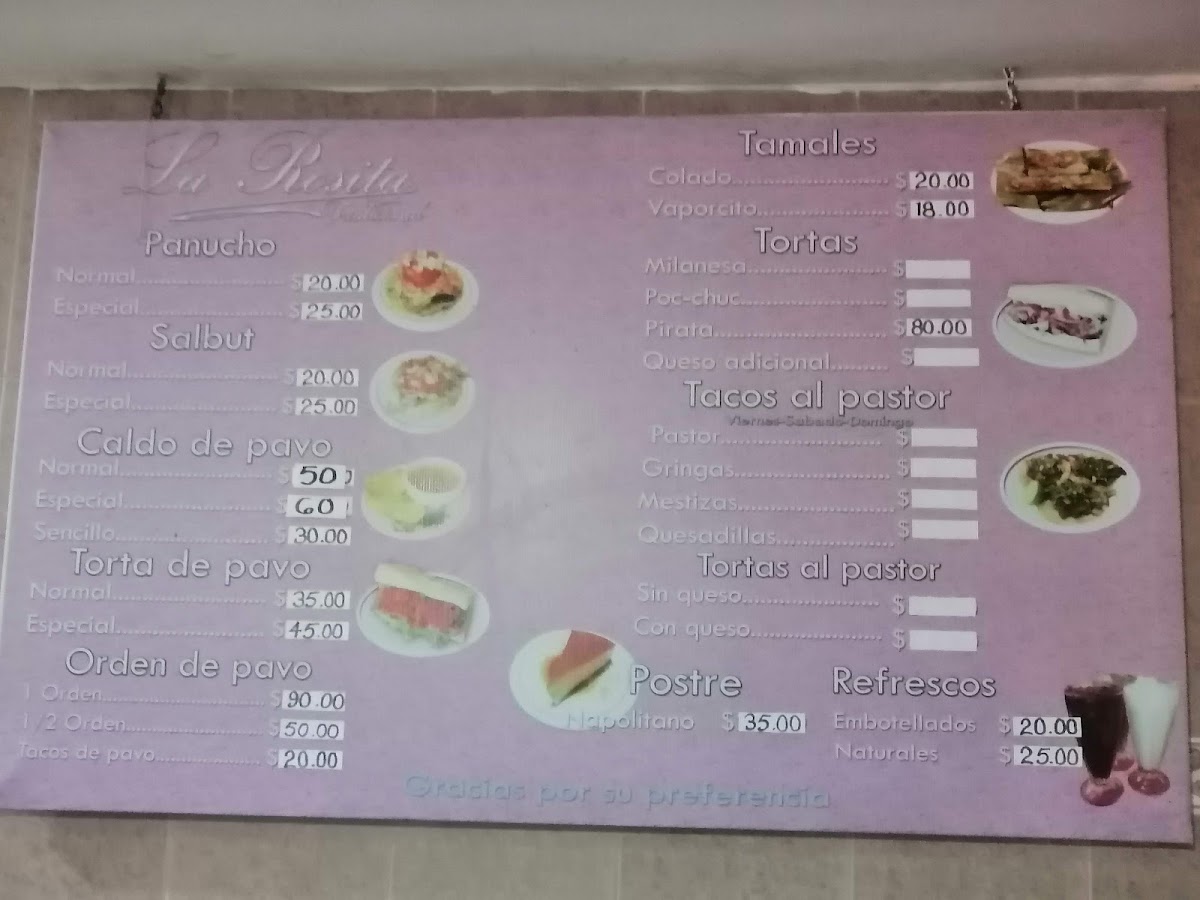 La Rosita
Panucho
Normal........................ $ 20.00
Especial...................... $ 25.00
Salbut
Normal........................ $ 20.00
Especial...................... $ 25.00
Caldo de pavo
Normal........................ $ 50
Especial...................... $ 60
Sencillo...................... $ 30.00
Torta de pavo
Normal........................ $ 35.00
Especial...................... $ 45.00
Orden de pavo
1 Orden....................... $ 90.00
1/2 Orden..................... $ 50.00
Tacos de pavo................. $ 20.00
Tamales
Colado........................ $ 20.00
Vaporcito..................... $ 18.00
Tortas
Milanesa...................... $
Poc-chuc...................... $
Pirata........................ $ 80.00
Queso adicional......... $
Tacos al pastor
Viernes-Sabado-Domingo
Pastor........................ $
Gringas....................... $
Mestizas...................... $
Quesadillas................... $
Tortas al pastor
Sin queso..................... $
Con queso..................... $
Postre
Napolitano $ 35.00
Refrescos
Embotellados $ 20.00
Naturales $ 25.00
Gracias por su preferencia